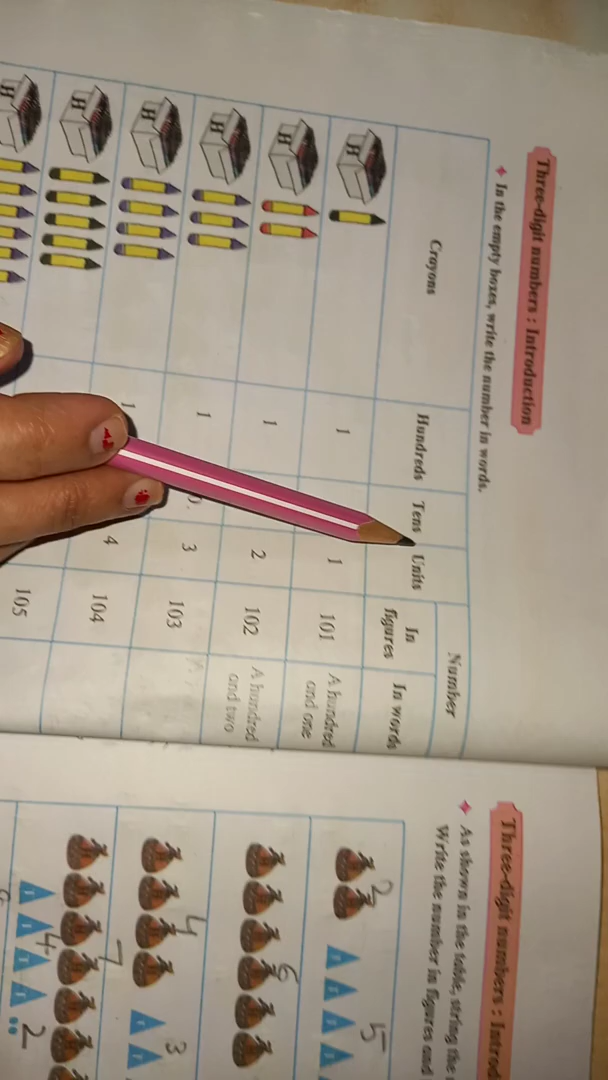 Three-digit numbers : Introduction
In the empty boxes, write the number in words.
Crayons Hundreds Tens Units Number
In figures In words
H 1 1 101 A hundred and one
H 1 2 102 A hundred and two
H 1 0. 3 103
H 1 4 104
H 105
Three-digit numbers : Introd
As shown in the table, string the
Write the number in figures and
2 5
6
4 3
7 4 2